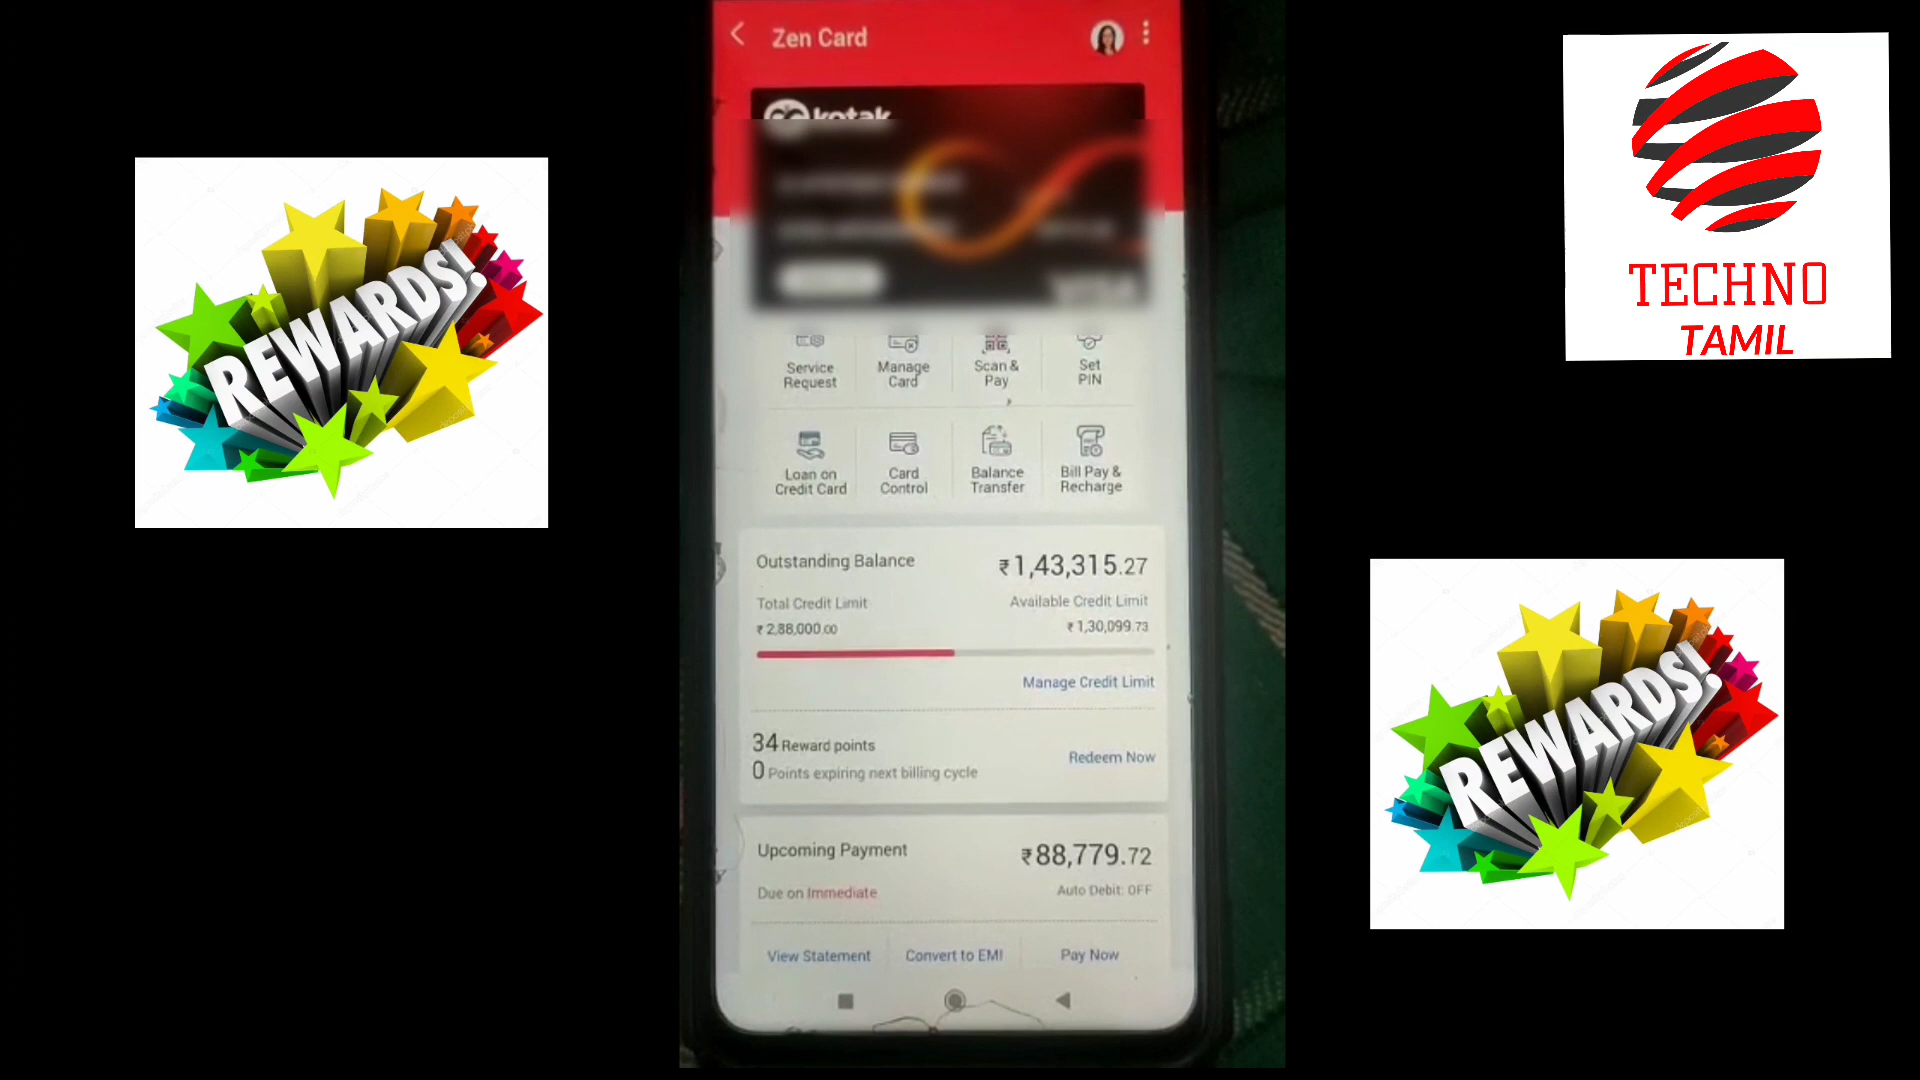 Zen Card
kotak
REWARDS!
TECHNO
TAMIL
VISA
Service
Request
Manage
Card
Scan &
Pay
Set
PIN
Loan on
Credit Card
Card
Control
Balance
Transfer
Bill Pay &
Recharge
Outstanding Balance
₹1,43,315.27
Total Credit Limit
Available Credit Limit
₹2,88,000.00
₹1,30,099.73
Manage Credit Limit
34 Reward points
Redeem Now
0 Points expiring next billing cycle
REWARDS!
Upcoming Payment
₹88,779.72
Due on Immediate
Auto Debit: OFF
View Statement
Convert to EMI
Pay Now